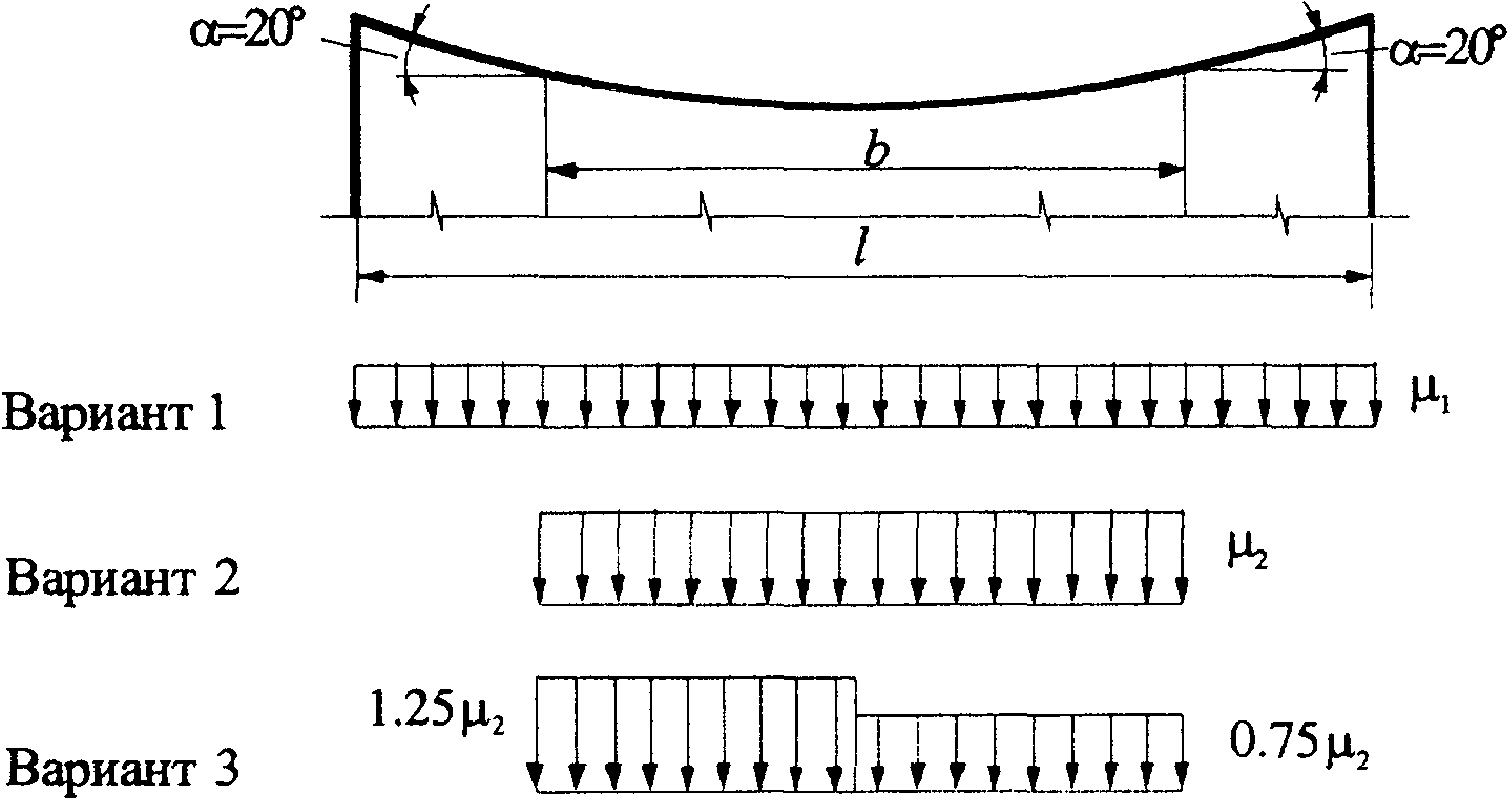 α=20°
α=20°
b
l
Вариант 1
μ₁
Вариант 2
μ₂
1.25μ₂
Вариант 3
0.75μ₂